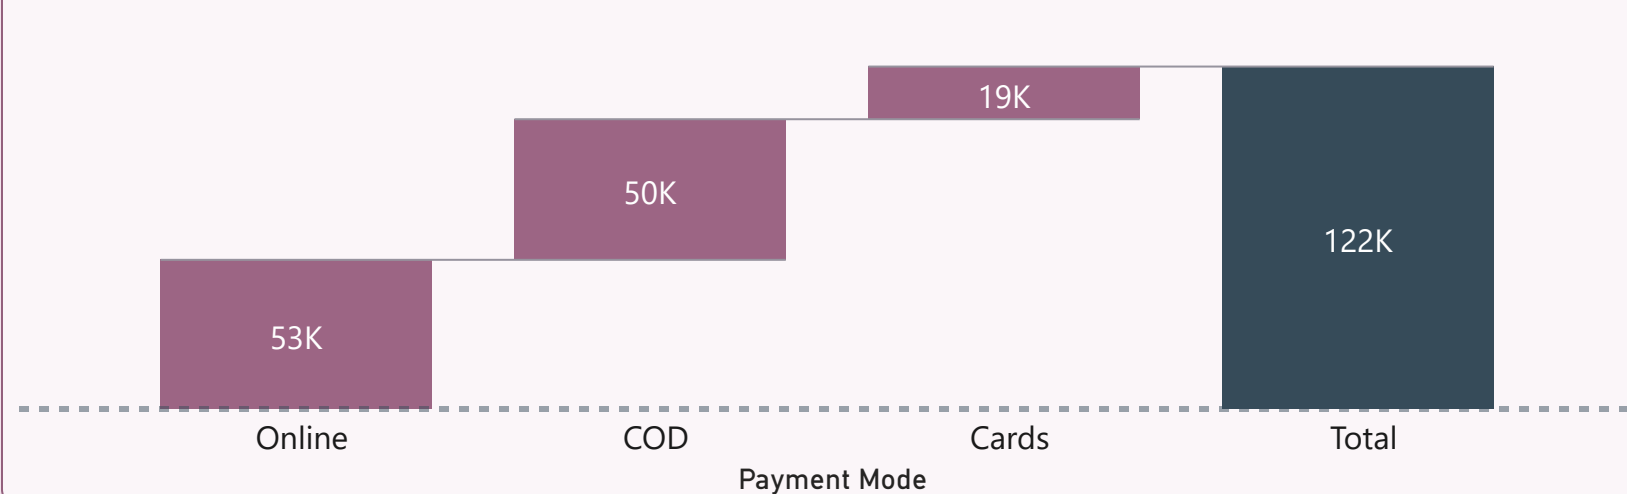 19K
50K
122K
53K
Online COD Cards Total
Payment Mode